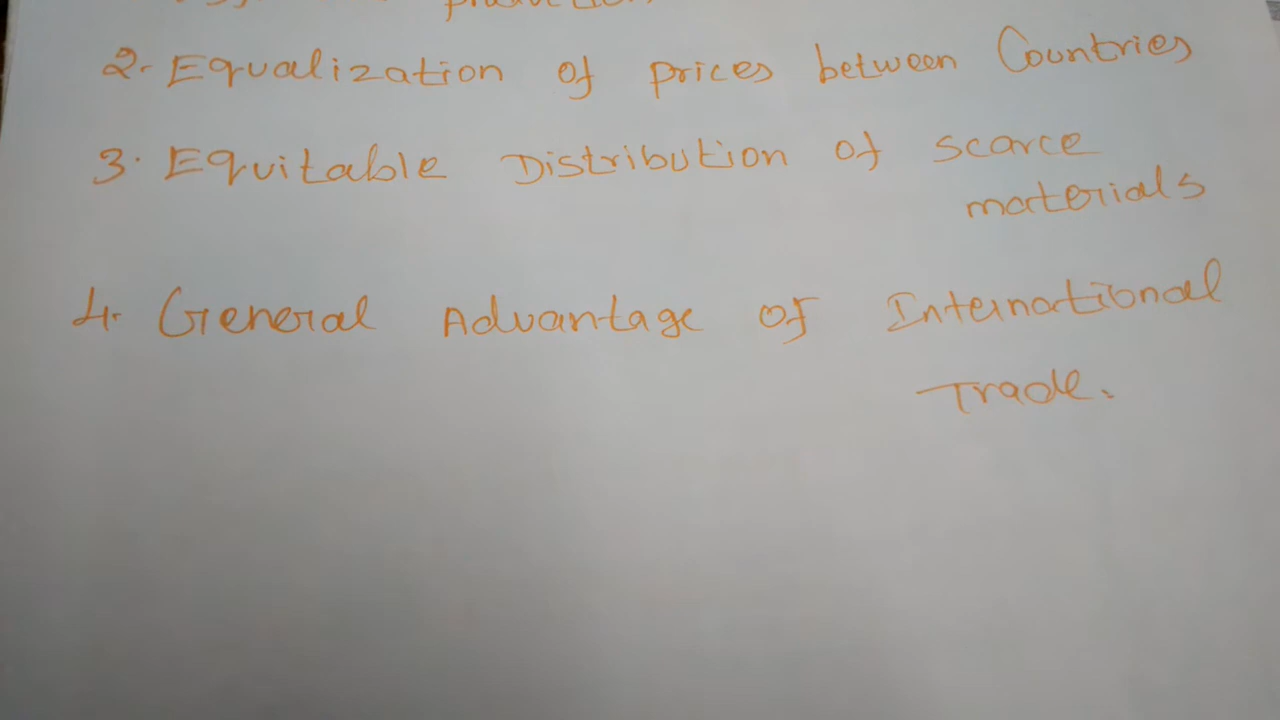 2. Equalization of prices between Countries
3. Equitable Distribution of scarce
materials
4. General Advantage of International
Trade.